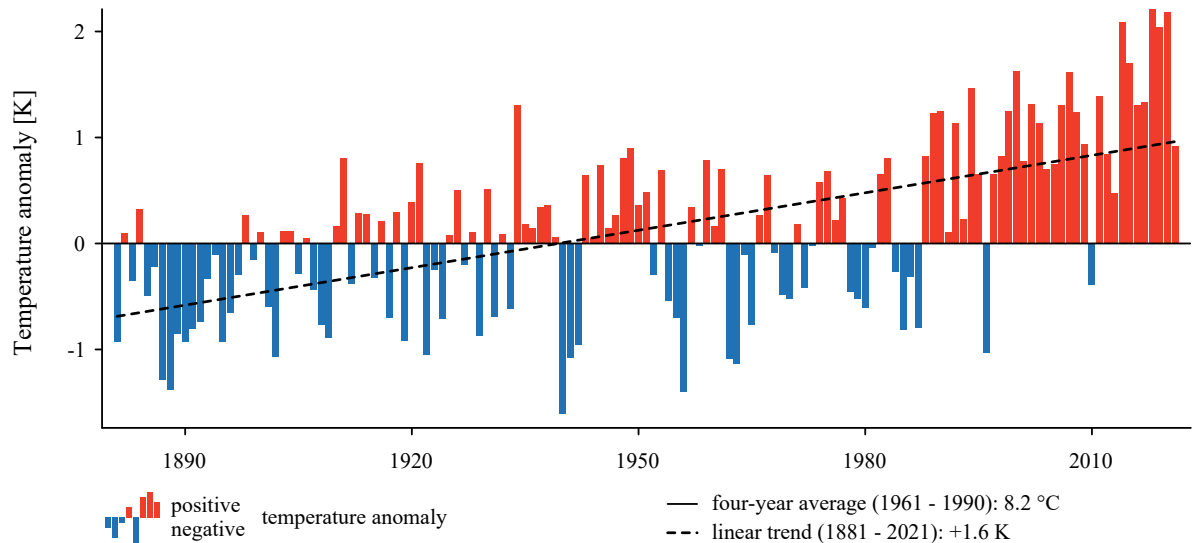 Temperature anomaly [K]
2
1
0
-1
1890 1920 1950 1980 2010
positive
negative
temperature anomaly
four-year average (1961 - 1990): 8.2 °C
linear trend (1881 - 2021): +1.6 K